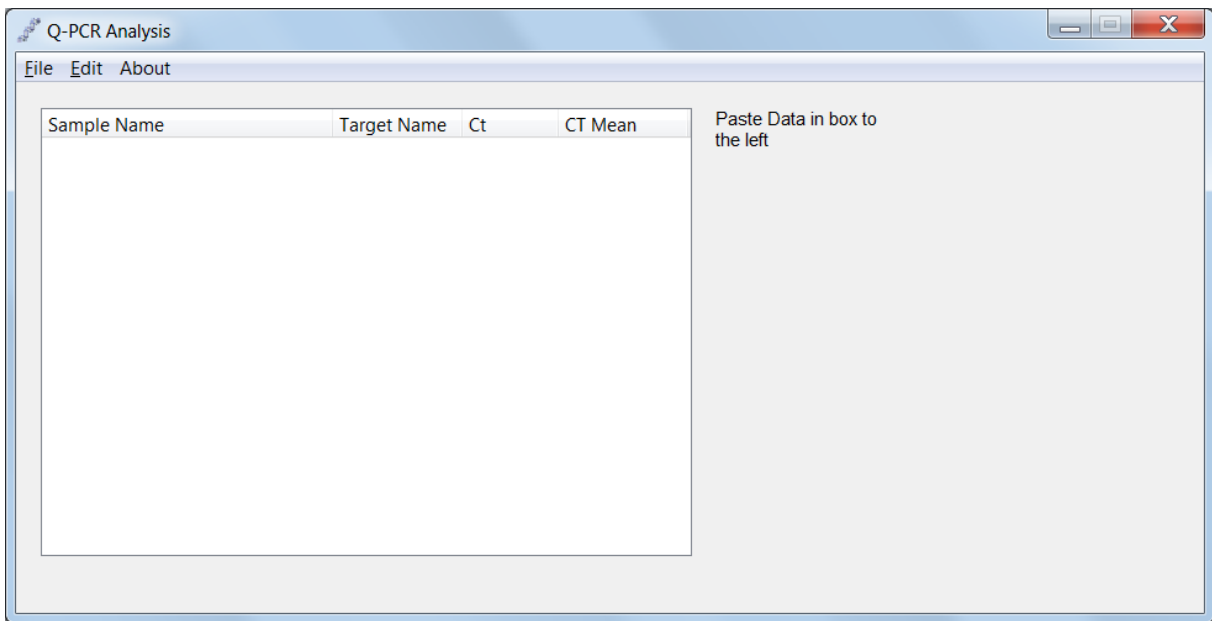 Q-PCR Analysis
File Edit About
Sample Name Target Name Ct CT Mean
Paste Data in box to
the left